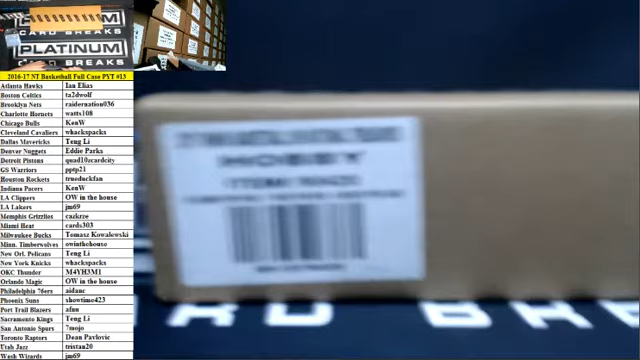 CARD BREAKS
PLATINUM
CARD BREAKS
2016-17 NT Basketball Full Case PYT #13
Atlanta Hawks Ian Elias
Boston Celtics ta2dwolf
Brooklyn Nets raidernation036
Charlotte Hornets watts108
Chicago Bulls KenW
Cleveland Cavaliers whackspacks
Dallas Mavericks Teng Li
Denver Nuggets Eddie Parks
Detroit Pistons quad10zcardcity
GS Warriors pptp21
Houston Rockets trueduckfan
Indiana Pacers KenW
LA Clippers OW in the house
LA Lakers jm69
Memphis Grizzlies cazkrze
Miami Heat cards303
Milwaukee Bucks Tomasz Kowalewski
Minn. Timberwolves owinthehouse
New Orl. Pelicans Teng Li
New York Knicks whackspacks
OKC Thunder M4YH3M1
Orlando Magic OW in the house
Philadelphia 76ers aidanc
Phoenix Suns showtime423
Port Trail Blazers afnu
Sacramento Kings Teng Li
San Antonio Spurs 7mojo
Toronto Raptors Dean Pavlovic
Utah Jazz tristan20
Wash Wizards jm69
HOBBY